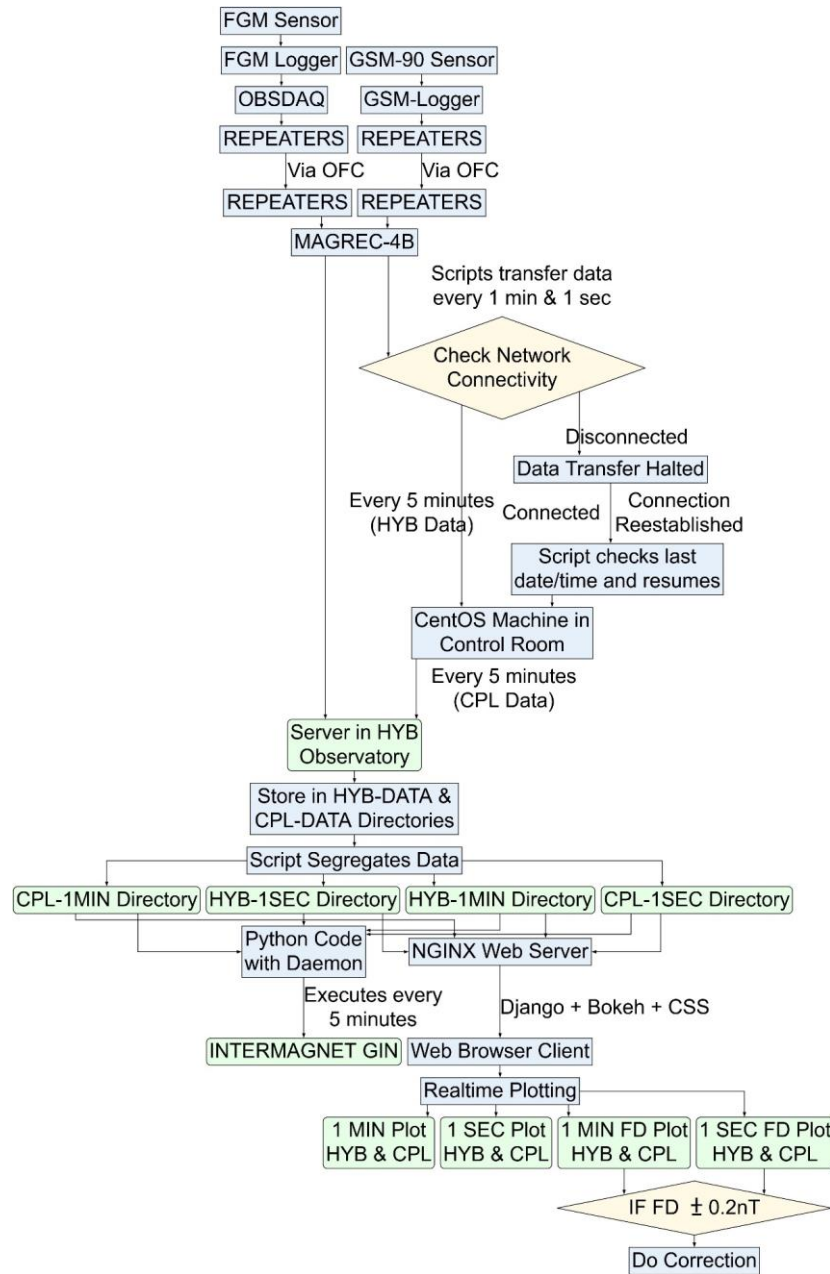 FGM Sensor
FGM Logger
GSM-90 Sensor
OBSDAQ
GSM-Logger
REPEATERS
REPEATERS
Via OFC
Via OFC
REPEATERS
REPEATERS
MAGREC-4B
Scripts transfer data
every 1 min & 1 sec
Check Network
Connectivity
Disconnected
Data Transfer Halted
Every 5 minutes
(HYB Data)
Connected
Connection
Reestablished
Script checks last
date/time and resumes
CentOS Machine in
Control Room
Every 5 minutes
(CPL Data)
Server in HYB
Observatory
Store in HYB-DATA &
CPL-DATA Directories
Script Segregates Data
CPL-1MIN Directory
HYB-1SEC Directory
HYB-1MIN Directory
CPL-1SEC Directory
Python Code
with Daemon
NGINX Web Server
Executes every
5 minutes
Django + Bokeh + CSS
INTERMAGNET GIN
Web Browser Client
Realtime Plotting
1 MIN Plot
HYB & CPL
1 SEC Plot
HYB & CPL
1 MIN FD Plot
HYB & CPL
1 SEC FD Plot
HYB & CPL
IF FD ± 0.2nT
Do Correction